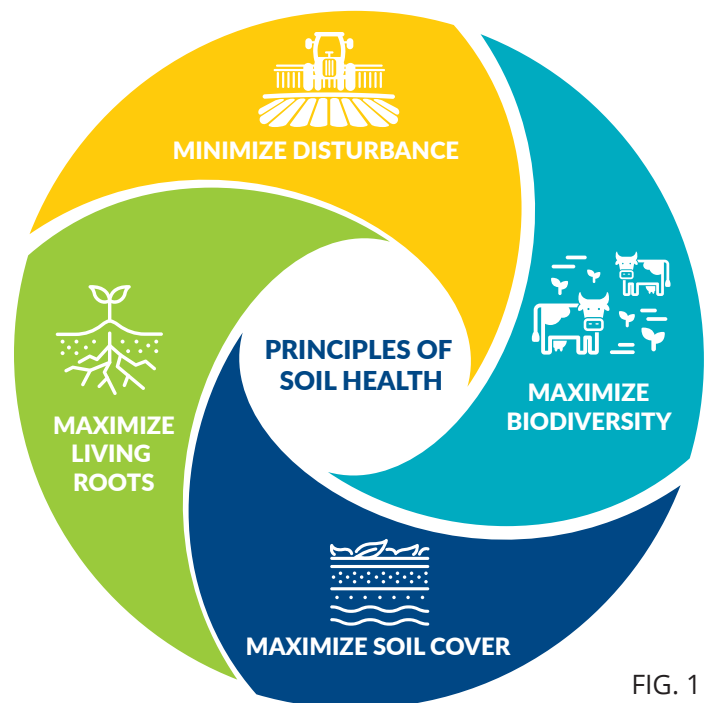 MINIMIZE DISTURBANCE
MAXIMIZE
BIODIVERSITY
PRINCIPLES OF
SOIL HEALTH
MAXIMIZE
LIVING
ROOTS
MAXIMIZE SOIL COVER
FIG. 1